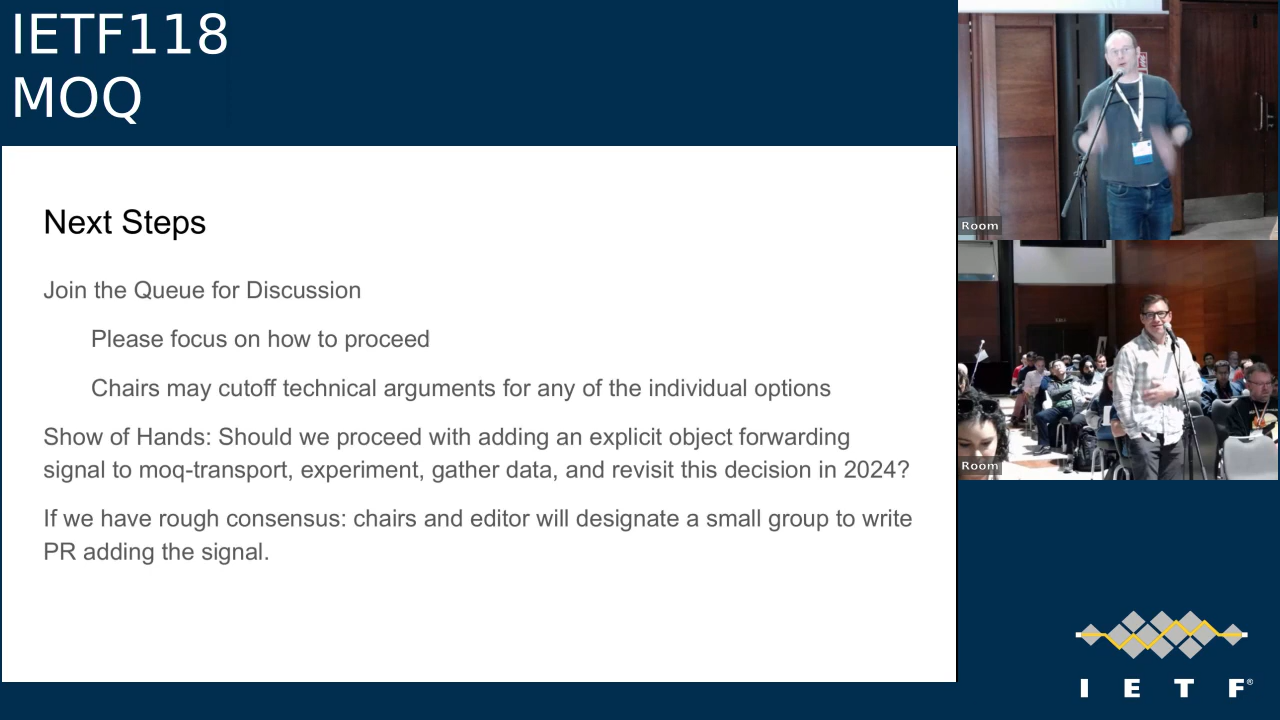 IETF118
MOQ
Next Steps
Join the Queue for Discussion
Please focus on how to proceed
Chairs may cutoff technical arguments for any of the individual options
Show of Hands: Should we proceed with adding an explicit object forwarding
signal to moq-transport, experiment, gather data, and revisit this decision in 2024?
If we have rough consensus: chairs and editor will designate a small group to write
PR adding the signal.
Room
Room
I E T F®